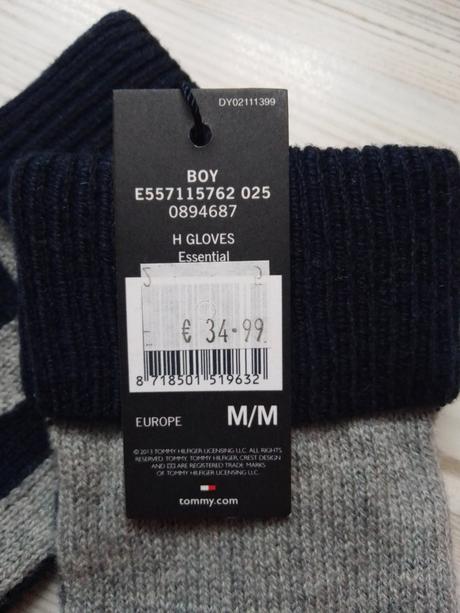 DY02111399
BOY
E557115762 025
0894687
H GLOVES
Essential
€ 34-99
8 718501 519632
EUROPE M/M
© 2013 TOMMY HILFIGER LICENSING LLC. ALL RIGHTS
RESERVED. TOMMY, TOMMY HILFIGER, CREST DESIGN
AND ARE REGISTERED TRADE MARKS
OF TOMMY HILFIGER LICENSING LLC.
tommy.com